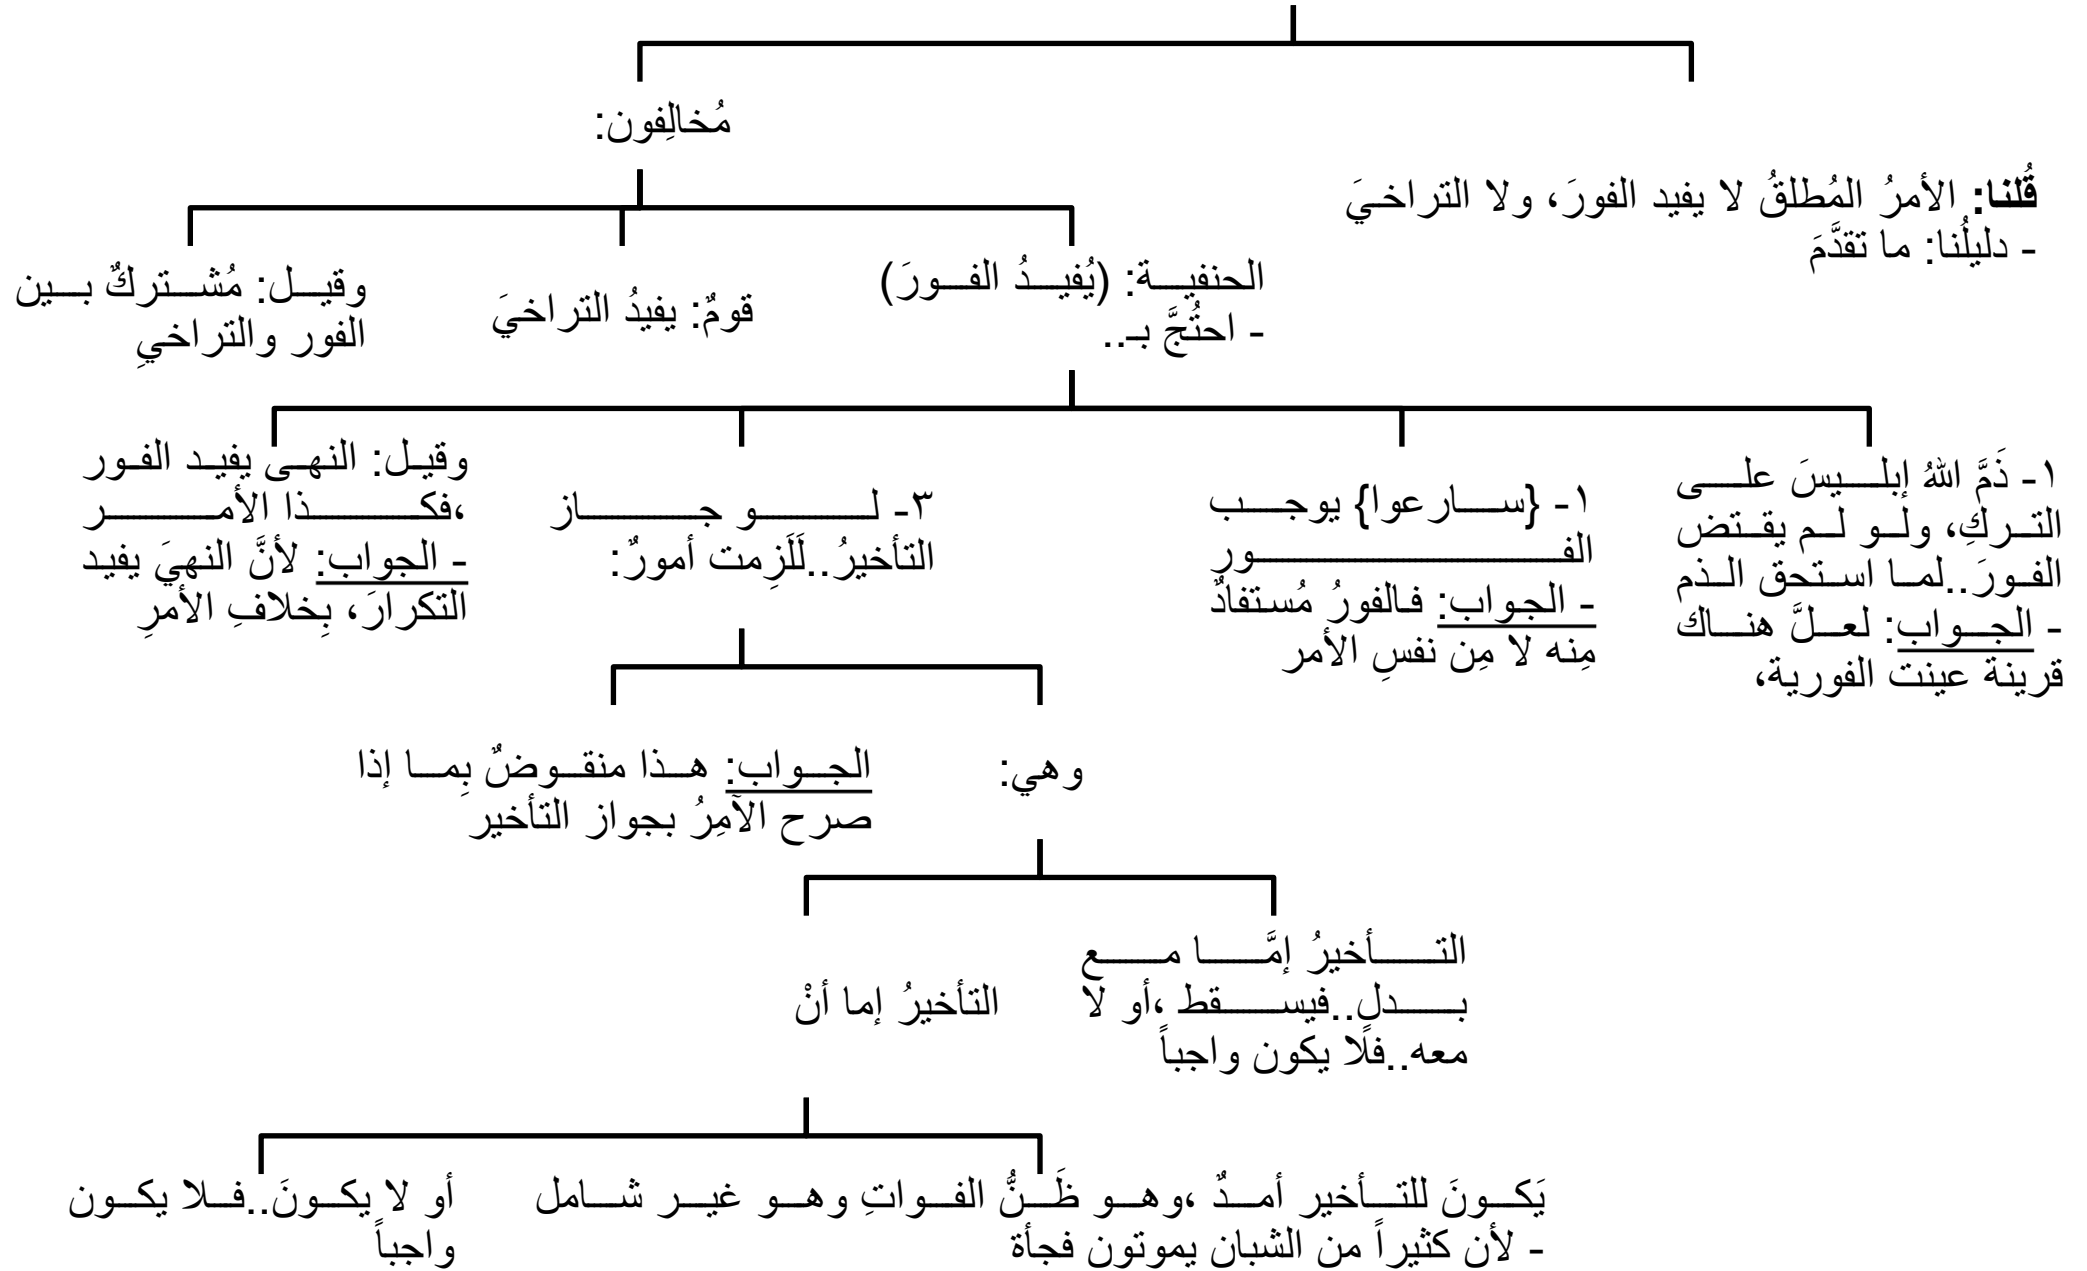 قُلنا: الأمرُ المُطلقُ لا يفيد الفورَ، ولا التراخيَ
- دليلُنا: ما تقدَّمَ
مُخالِفون:
الحنفية: (يُفيدُ الفورَ)
- احتُجَّ بـ..
قومٌ: يفيدُ التراخيَ
وقيل: مُشتركٌ بين
الفور والتراخيِ
١- ذَمَّ اللهُ إبليسَ على
التركِ، ولو لم يقتض
الفورَ..لما استحق الذم
- الجواب: لعلَّ هناك
قرينة عينت الفورية،
١- {سارعوا} يوجب
الفور
- الجواب: فالفورُ مُستفادٌ
مِنه لا مِن نفسِ الأمر
٣- لو جاز
التأخيرُ..لَلَزِمت أمورٌ:
وقيل: النهى يفيد الفور
،فكذا الأمر
- الجواب: لأنَّ النهيَ يفيد
التكرارَ، بِخلافِ الأمرِ
وهي:
الجواب: هذا منقوضٌ بِما إذا
صرح الآمِرُ بجواز التأخير
التأخيرُ إمَّا مع
بدلٍ..فيسقط ،أو لا
معه..فلا يكون واجباً
التأخيرُ إما أنْ
يَكونَ للتأخير أمدٌ ،وهو ظَنُّ الفواتِ وهو غير شامل
- لأن كثيراً من الشبان يموتون فجأة
أو لا يكونَ..فلا يكون
واجباً